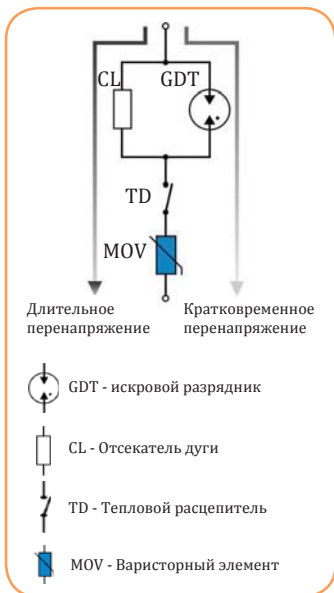 CL
GDT
TD
MOV
Длительное
перенапряжение
Кратковременное
перенапряжение
GDT - искровой разрядник
CL - Отсекатель дуги
TD - Тепловой расцепитель
MOV - Варисторный элемент